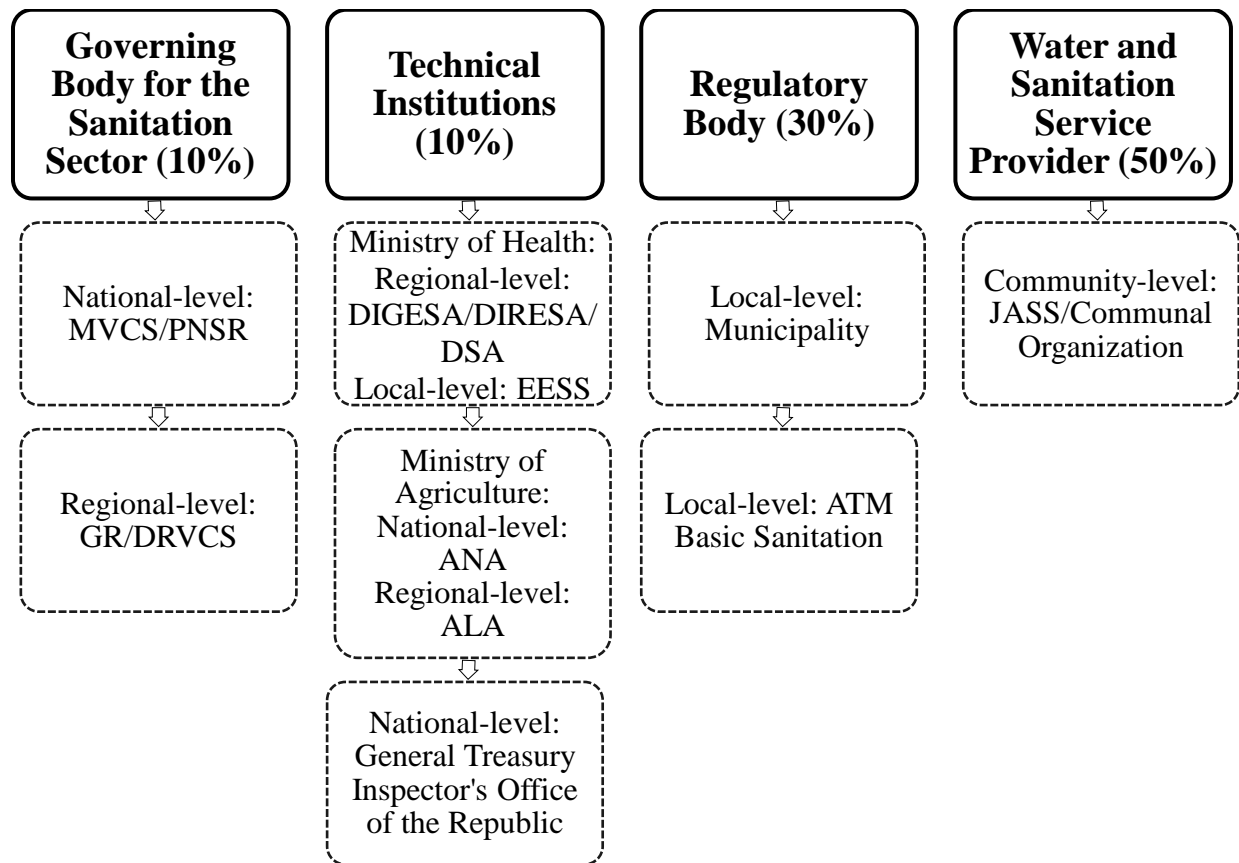 Governing
Body for the
Sanitation
Sector (10%)
National-level:
MVCS/PNSR
Regional-level:
GR/DRVCS
Technical
Institutions
(10%)
Ministry of Health:
Regional-level:
DIGESA/DIRESA/
DSA
Local-level: EESS
Ministry of
Agriculture:
National-level:
ANA
Regional-level:
ALA
National-level:
General Treasury
Inspector's Office
of the Republic
Regulatory
Body (30%)
Local-level:
Municipality
Local-level: ATM
Basic Sanitation
Water and
Sanitation
Service
Provider (50%)
Community-level:
JASS/Communal
Organization